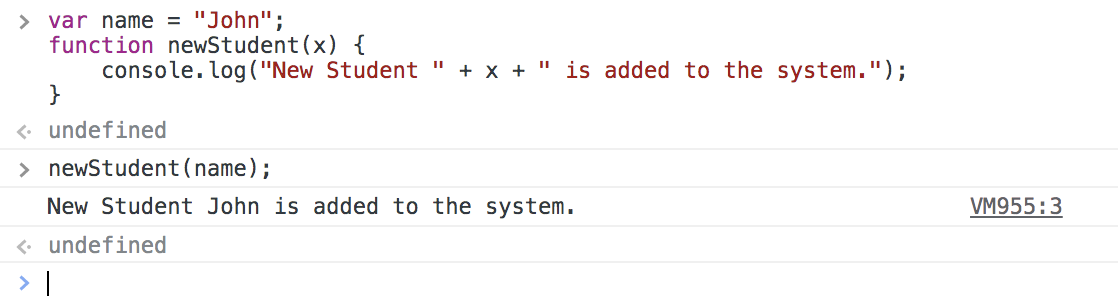 var name = "John";
function newStudent(x) {
    console.log("New Student " + x + " is added to the system.");
}
undefined
newStudent(name);
New Student John is added to the system. VM955:3
undefined